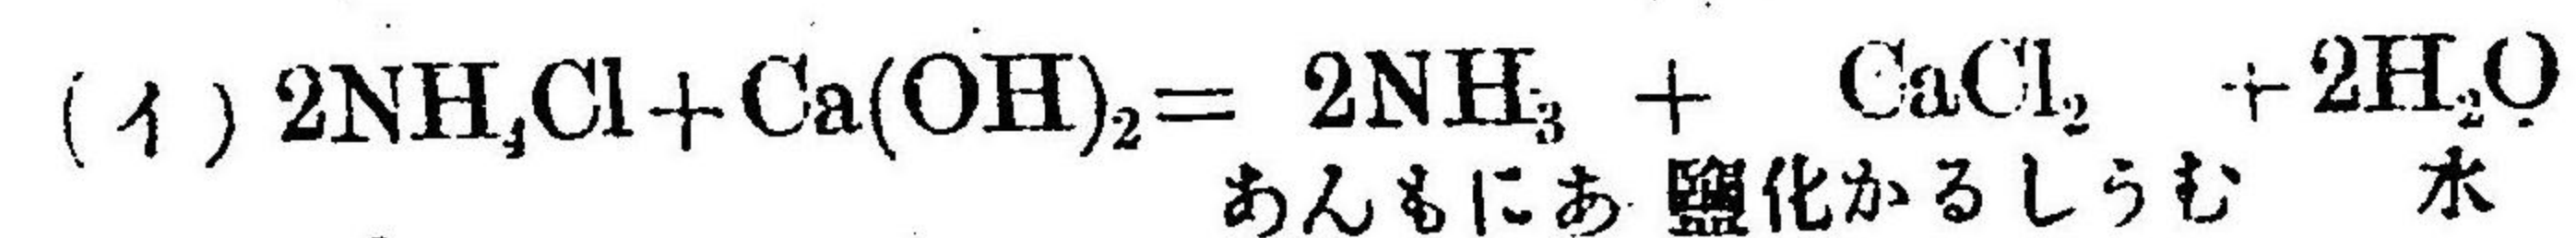 (イ) 2NH₄Cl+Ca(OH)₂= 2NH₃ + CaCl₂ +2H₂O
あんもにあ 鹽化かるしうむ 水